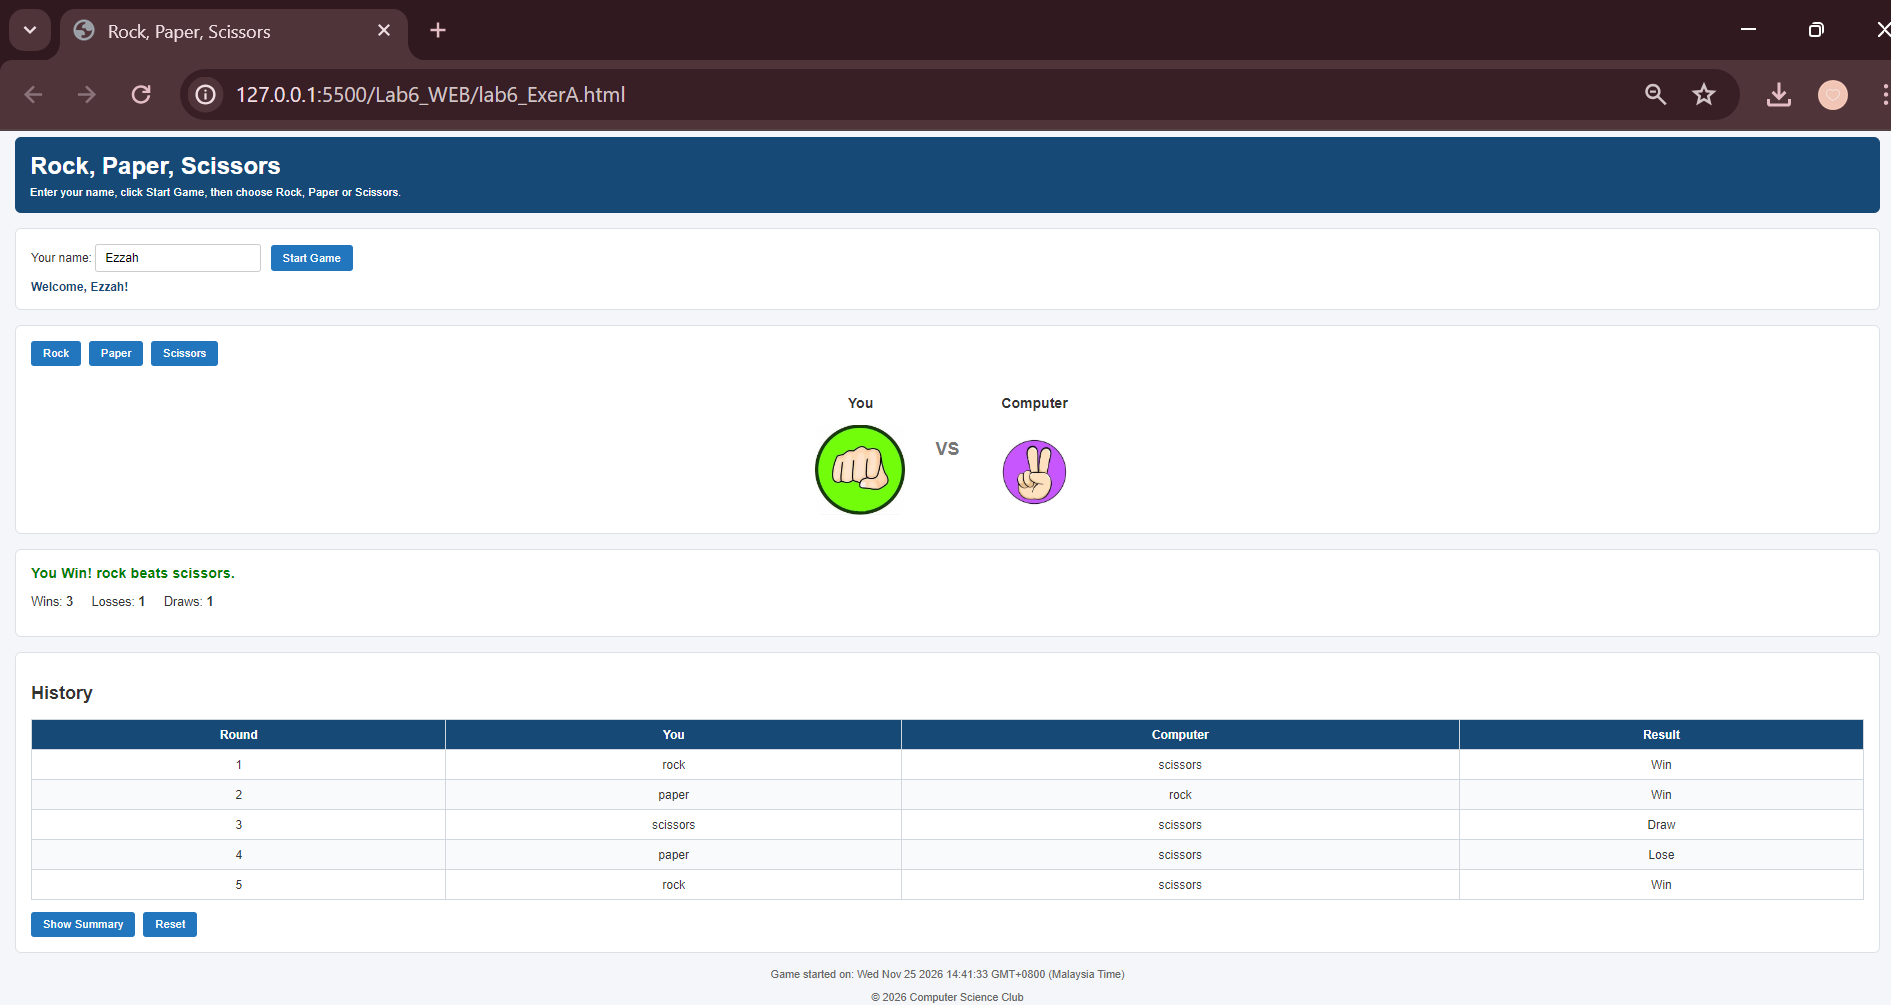 Rock, Paper, Scissors
127.0.0.1:5500/Lab6_WEB/lab6_ExerA.html
Rock, Paper, Scissors
Enter your name, click Start Game, then choose Rock, Paper or Scissors.
Your name: Ezzah Start Game
Welcome, Ezzah!
Rock Paper Scissors
You Computer
VS
You Win! rock beats scissors.
Wins: 3 Losses: 1 Draws: 1
History
Round You Computer Result
1 rock scissors Win
2 paper rock Win
3 scissors scissors Draw
4 paper scissors Lose
5 rock scissors Win
Show Summary Reset
Game started on: Wed Nov 25 2026 14:41:33 GMT+0800 (Malaysia Time)
© 2026 Computer Science Club